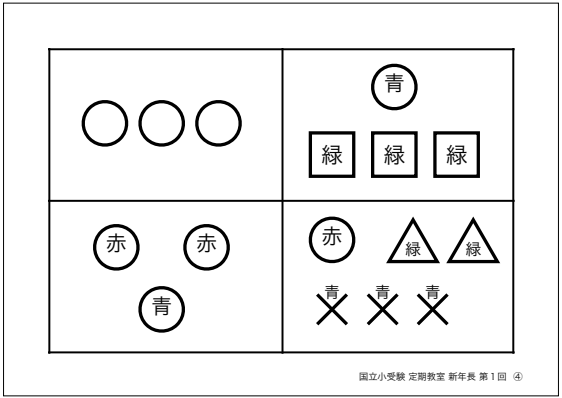 青
緑 緑 緑
赤 赤
青
赤 緑 緑
青 青 青
国立小受験 定期教室 新年長 第1回 ④